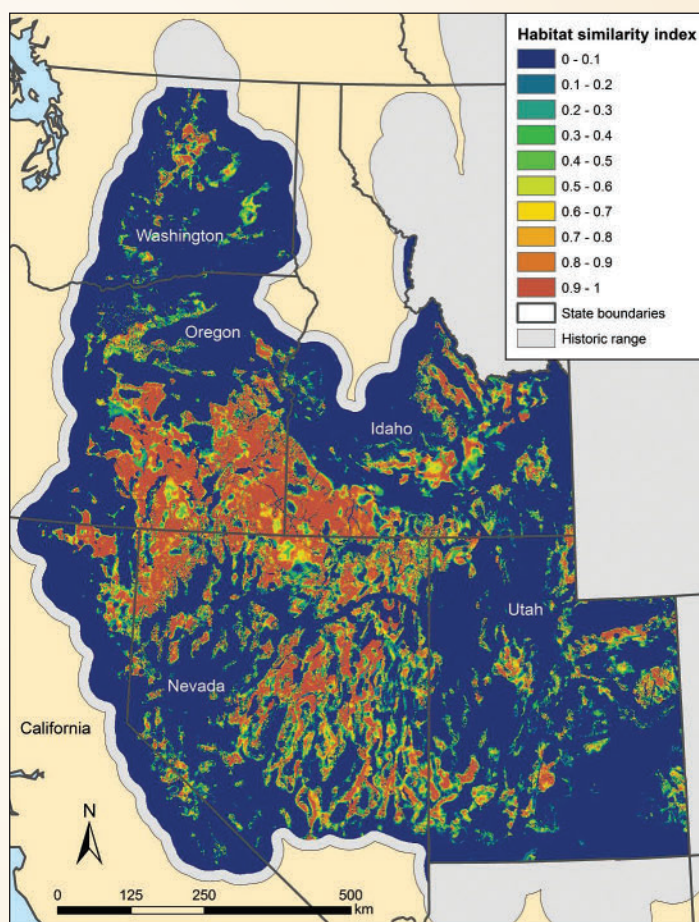 Habitat similarity index
0 - 0.1
0.1 - 0.2
0.2 - 0.3
0.3 - 0.4
0.4 - 0.5
0.5 - 0.6
0.6 - 0.7
0.7 - 0.8
0.8 - 0.9
0.9 - 1
State boundaries
Historic range
Washington
Oregon
Idaho
Utah
Nevada
California
N
0 125 250 500
km